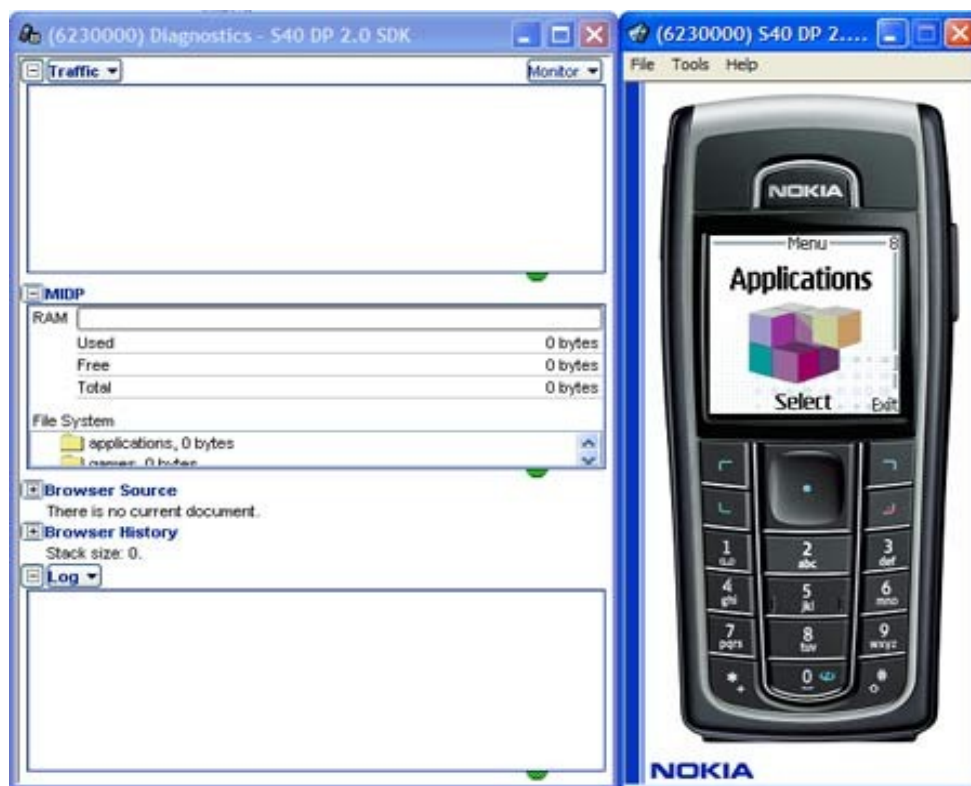 (6230000) Diagnostics - S40 DP 2.0 SDK
Traffic
Monitor
MIDP
RAM
Used 0 bytes
Free 0 bytes
Total 0 bytes
File System
applications, 0 bytes
games, 0 bytes
Browser Source
There is no current document.
Browser History
Stack size: 0.
Log
(6230000) S40 DP 2....
File Tools Help
NOKIA
Menu 8
Applications
Select Exit
1 2 abc 3 def
4 ghi 5 jkl 6 mno
7 pqrs 8 tuv 9 wxyz
* + 0 #
NOKIA